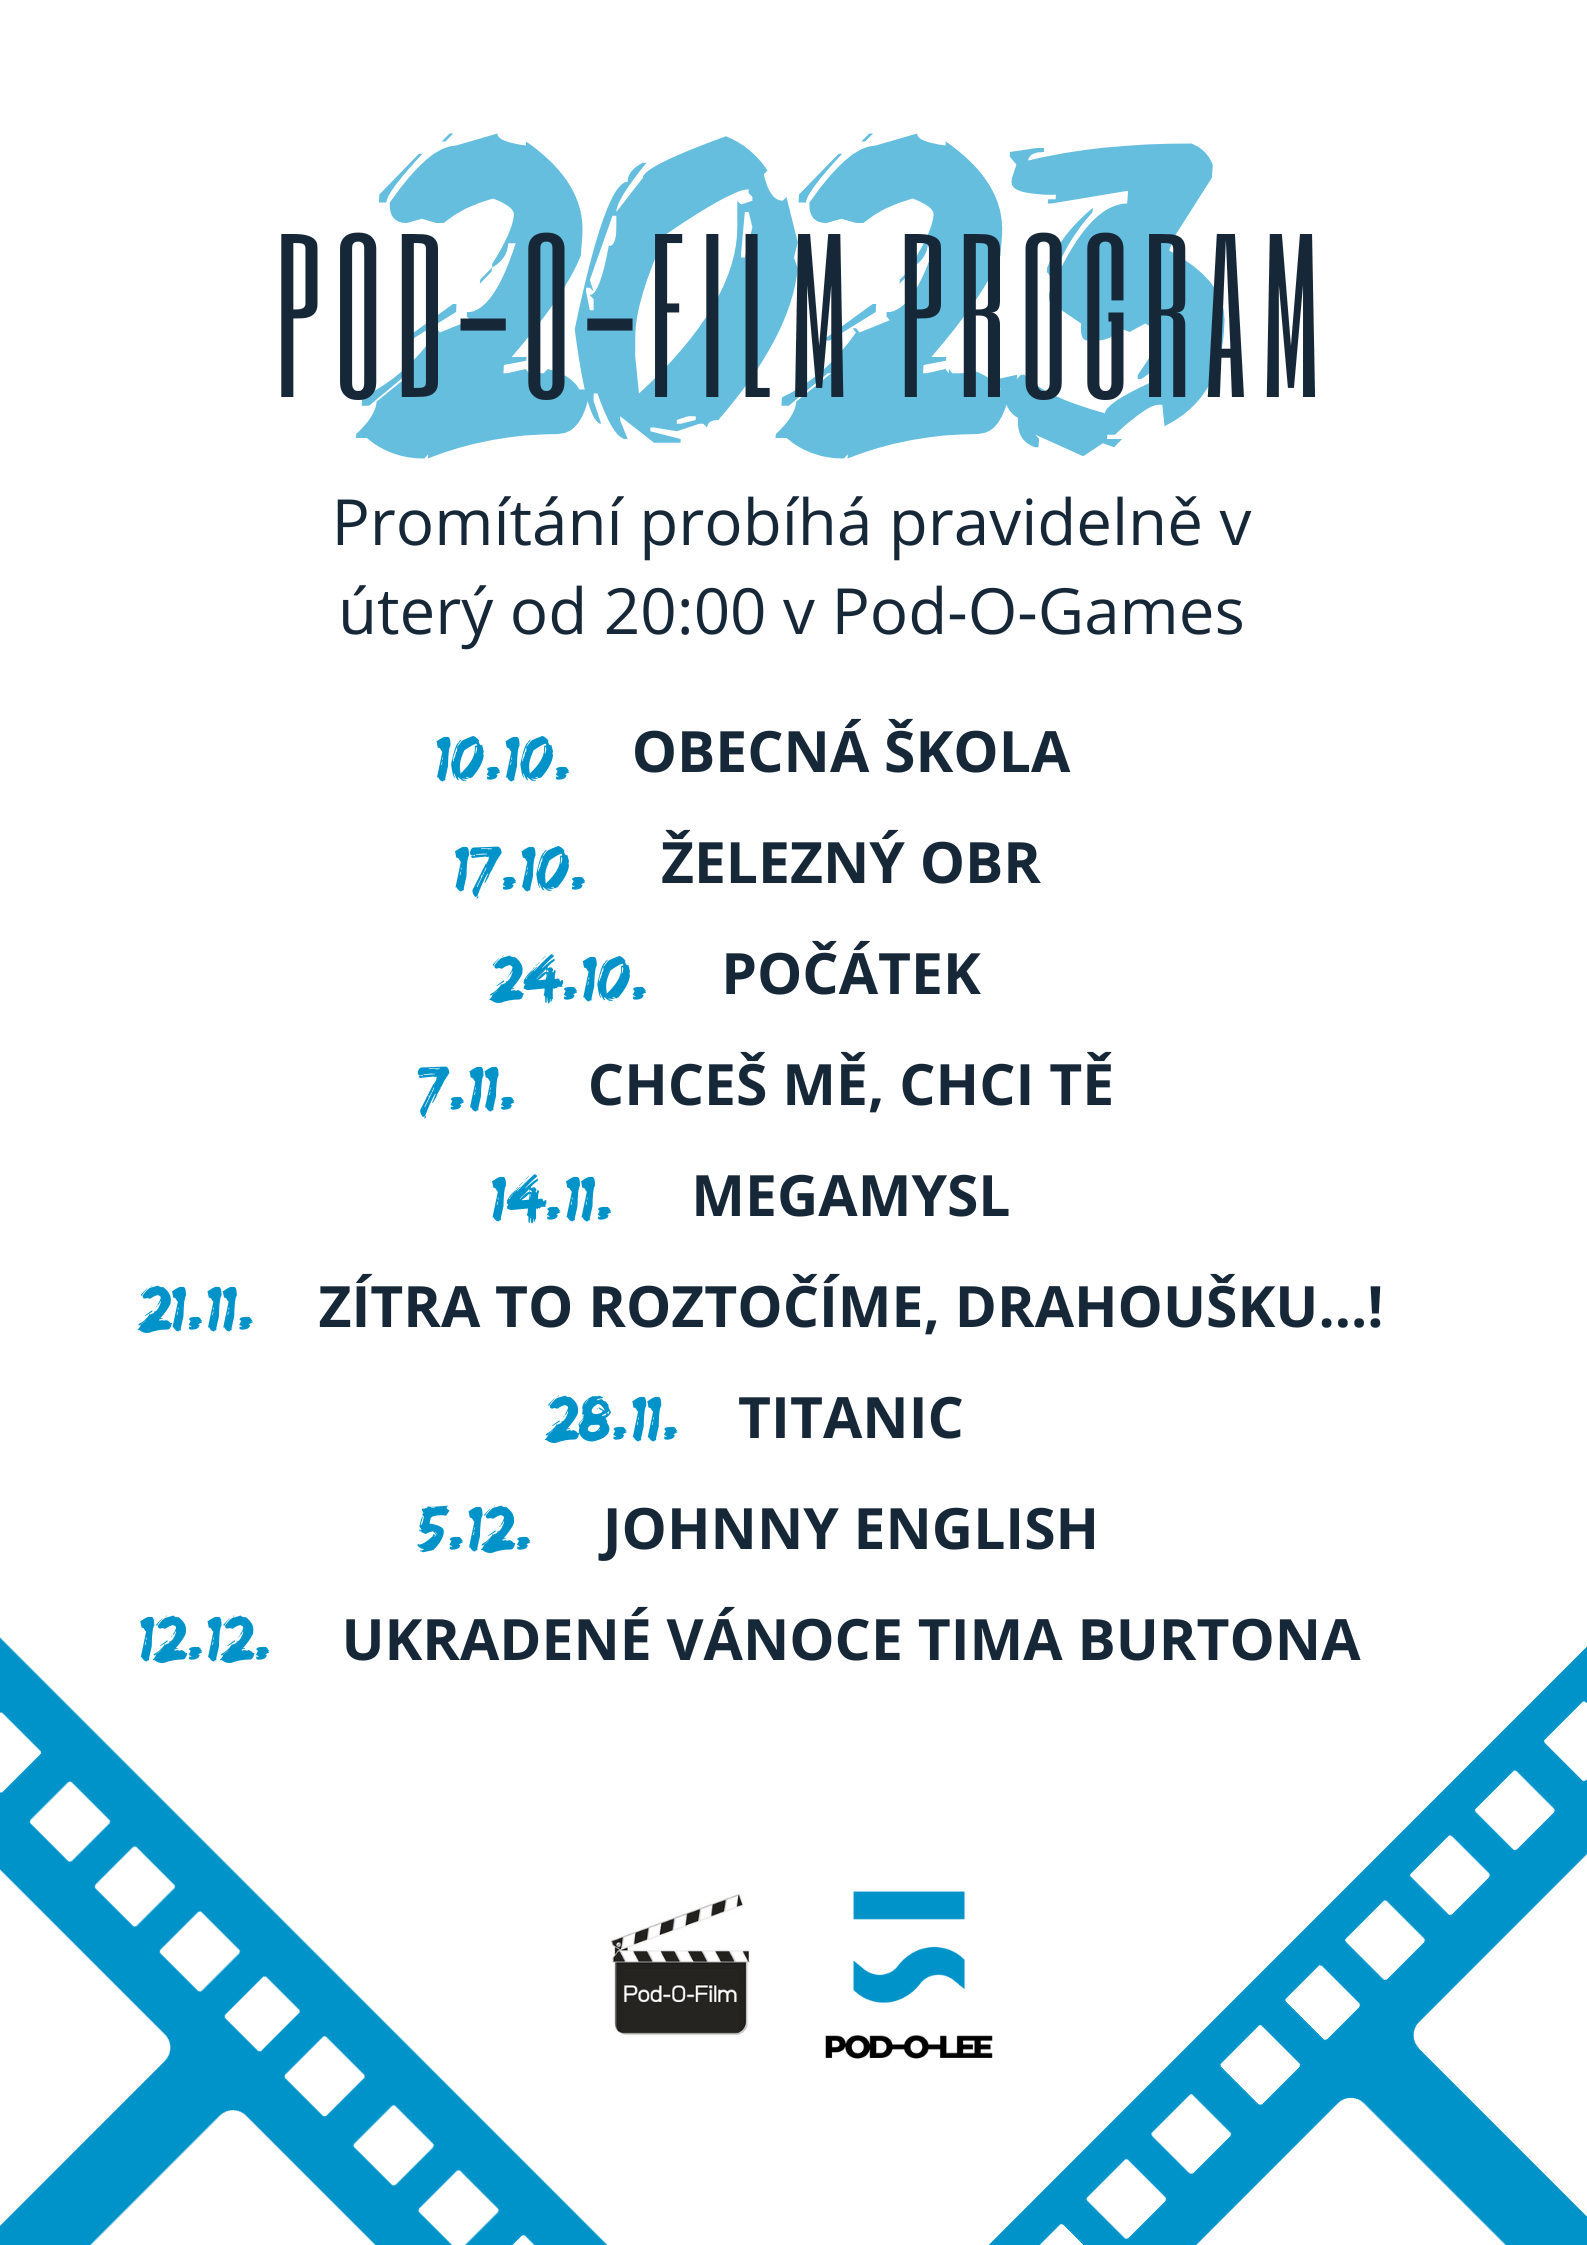 2023
POD-O-FILM PROGRAM
Promítání probíhá pravidelně v
úterý od 20:00 v Pod-O-Games
10.10. OBECNÁ ŠKOLA
17.10. ŽELEZNÝ OBR
24.10. POČÁTEK
7.11. CHCEŠ MĚ, CHCI TĚ
14.11. MEGAMYSL
21.11. ZÍTRA TO ROZTOČÍME, DRAHOUŠKU...!
28.11. TITANIC
5.12. JOHNNY ENGLISH
12.12. UKRADENÉ VÁNOCE TIMA BURTONA
Pod-O-Film
POD-O-LEE